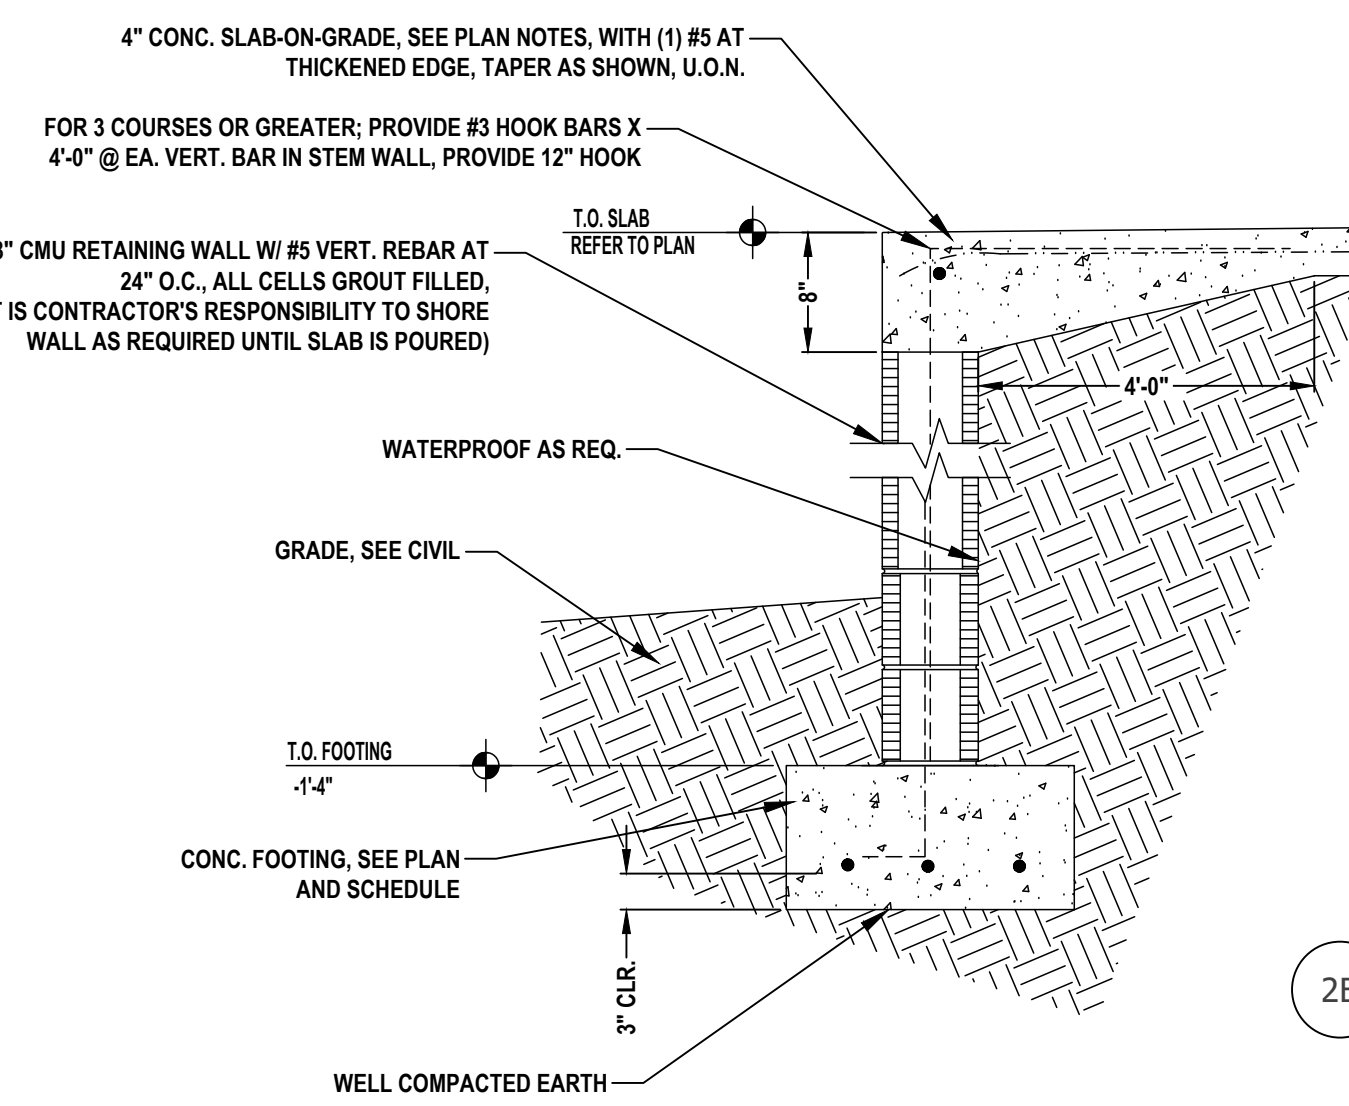 4" CONC. SLAB-ON-GRADE, SEE PLAN NOTES, WITH (1) #5 AT
THICKENED EDGE, TAPER AS SHOWN, U.O.N.
FOR 3 COURSES OR GREATER; PROVIDE #3 HOOK BARS X
4'-0" @ EA. VERT. BAR IN STEM WALL, PROVIDE 12" HOOK
T.O. SLAB
REFER TO PLAN
8" CMU RETAINING WALL W/ #5 VERT. REBAR AT
24" O.C., ALL CELLS GROUT FILLED,
IS CONTRACTOR'S RESPONSIBILITY TO SHORE
WALL AS REQUIRED UNTIL SLAB IS POURED)
8"
4'-0"
WATERPROOF AS REQ.
GRADE, SEE CIVIL
T.O. FOOTING
-1'-4"
CONC. FOOTING, SEE PLAN
AND SCHEDULE
3" CLR.
WELL COMPACTED EARTH